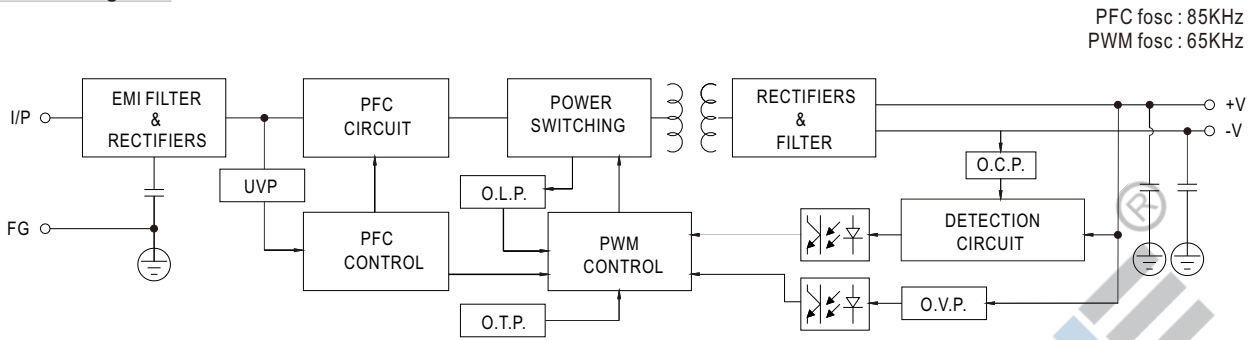 PFC fosc : 85KHz
PWM fosc : 65KHz
I/P
EMI FILTER
&
RECTIFIERS
PFC
CIRCUIT
POWER
SWITCHING
RECTIFIERS
&
FILTER
+V
-V
UVP
O.L.P.
O.C.P.
FG
PFC
CONTROL
PWM
CONTROL
DETECTION
CIRCUIT
O.T.P.
O.V.P.
®